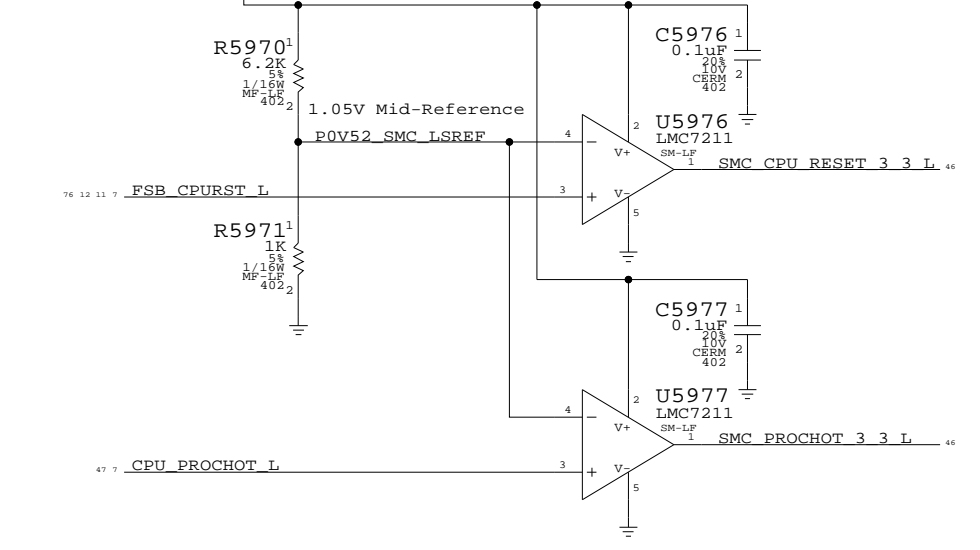 R5970 1
6.2K
5%
1/16W
MF-LF
402 2
C5976 1
0.1uF
20%
10V
CERM 2
402
1.05V Mid-Reference
P0V52_SMC_LSREF
4
−
2
V+
U5976
LMC7211
SM-LF
1
SMC_CPU_RESET_3_3_L 46
76 12 11 7 FSB_CPURST_L
3
+
V-
5
R5971 1
1K
5%
1/16W
MF-LF
402 2
C5977 1
0.1uF
20%
10V
CERM 2
402
4
−
2
V+
U5977
LMC7211
SM-LF
1
SMC_PROCHOT_3_3_L 46
47 7 CPU_PROCHOT_L
3
+
V-
5